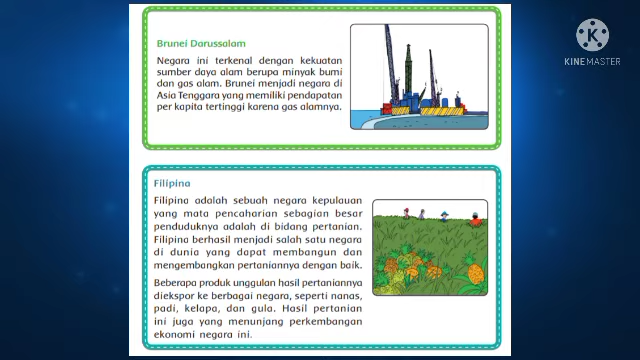 Brunei Darussalam
Negara ini terkenal dengan kekuatan
sumber daya alam berupa minyak bumi
dan gas alam. Brunei menjadi negara di
Asia Tenggara yang memiliki pendapatan
per kapita tertinggi karena gas alamnya.
K
KINEMASTER
Filipina
Filipina adalah sebuah negara kepulauan
yang mata pencaharian sebagian besar
penduduknya adalah di bidang pertanian.
Filipina berhasil menjadi salah satu negara
di dunia yang dapat membangun dan
mengembangkan pertaniannya dengan baik.
Beberapa produk unggulan hasil pertaniannya
diekspor ke berbagai negara, seperti nanas,
padi, kelapa, dan gula. Hasil pertanian
ini juga yang menunjang perkembangan
ekonomi negara ini.